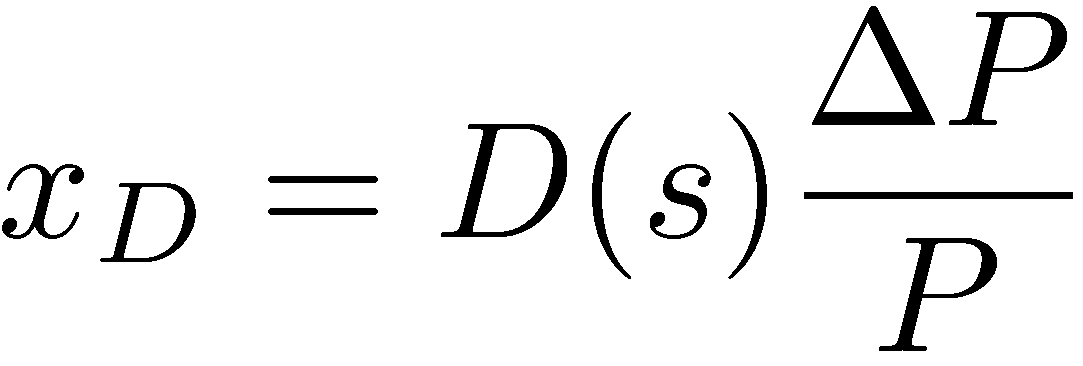 x_D = D(s) \frac{\Delta P}{P}